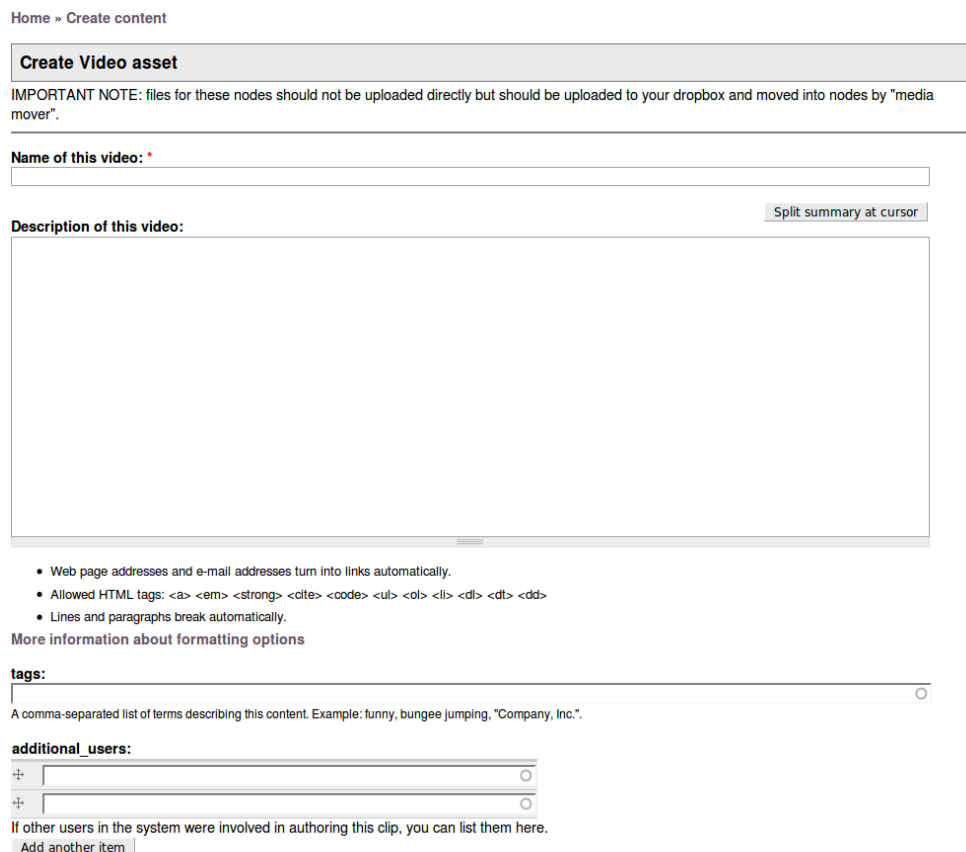 Home » Create content
Create Video asset
IMPORTANT NOTE: files for these nodes should not be uploaded directly but should be uploaded to your dropbox and moved into nodes by "media
mover".
Name of this video: *
Split summary at cursor
Description of this video:
Web page addresses and e-mail addresses turn into links automatically.
Allowed HTML tags: <a> <em> <strong> <cite> <code> <ul> <ol> <li> <dl> <dt> <dd>
Lines and paragraphs break automatically.
More information about formatting options
tags:
A comma-separated list of terms describing this content. Example: funny, bungee jumping, "Company, Inc.".
additional_users:
If other users in the system were involved in authoring this clip, you can list them here.
Add another item